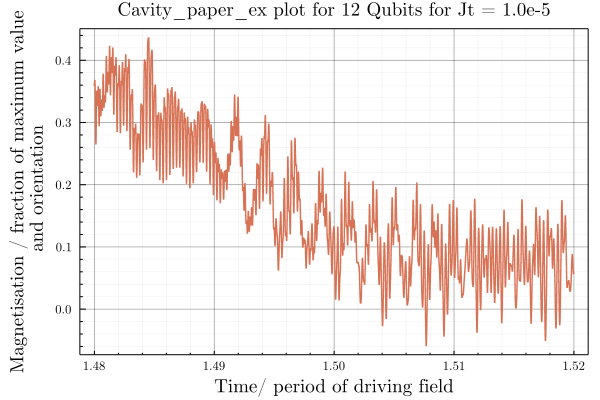 Cavity_paper_ex plot for 12 Qubits for Jt = 1.0e-5
Magnetisation / fraction of maximum value
and orientation
0.4
0.3
0.2
0.1
0.0
1.48
1.49
1.50
1.51
1.52
Time/ period of driving field